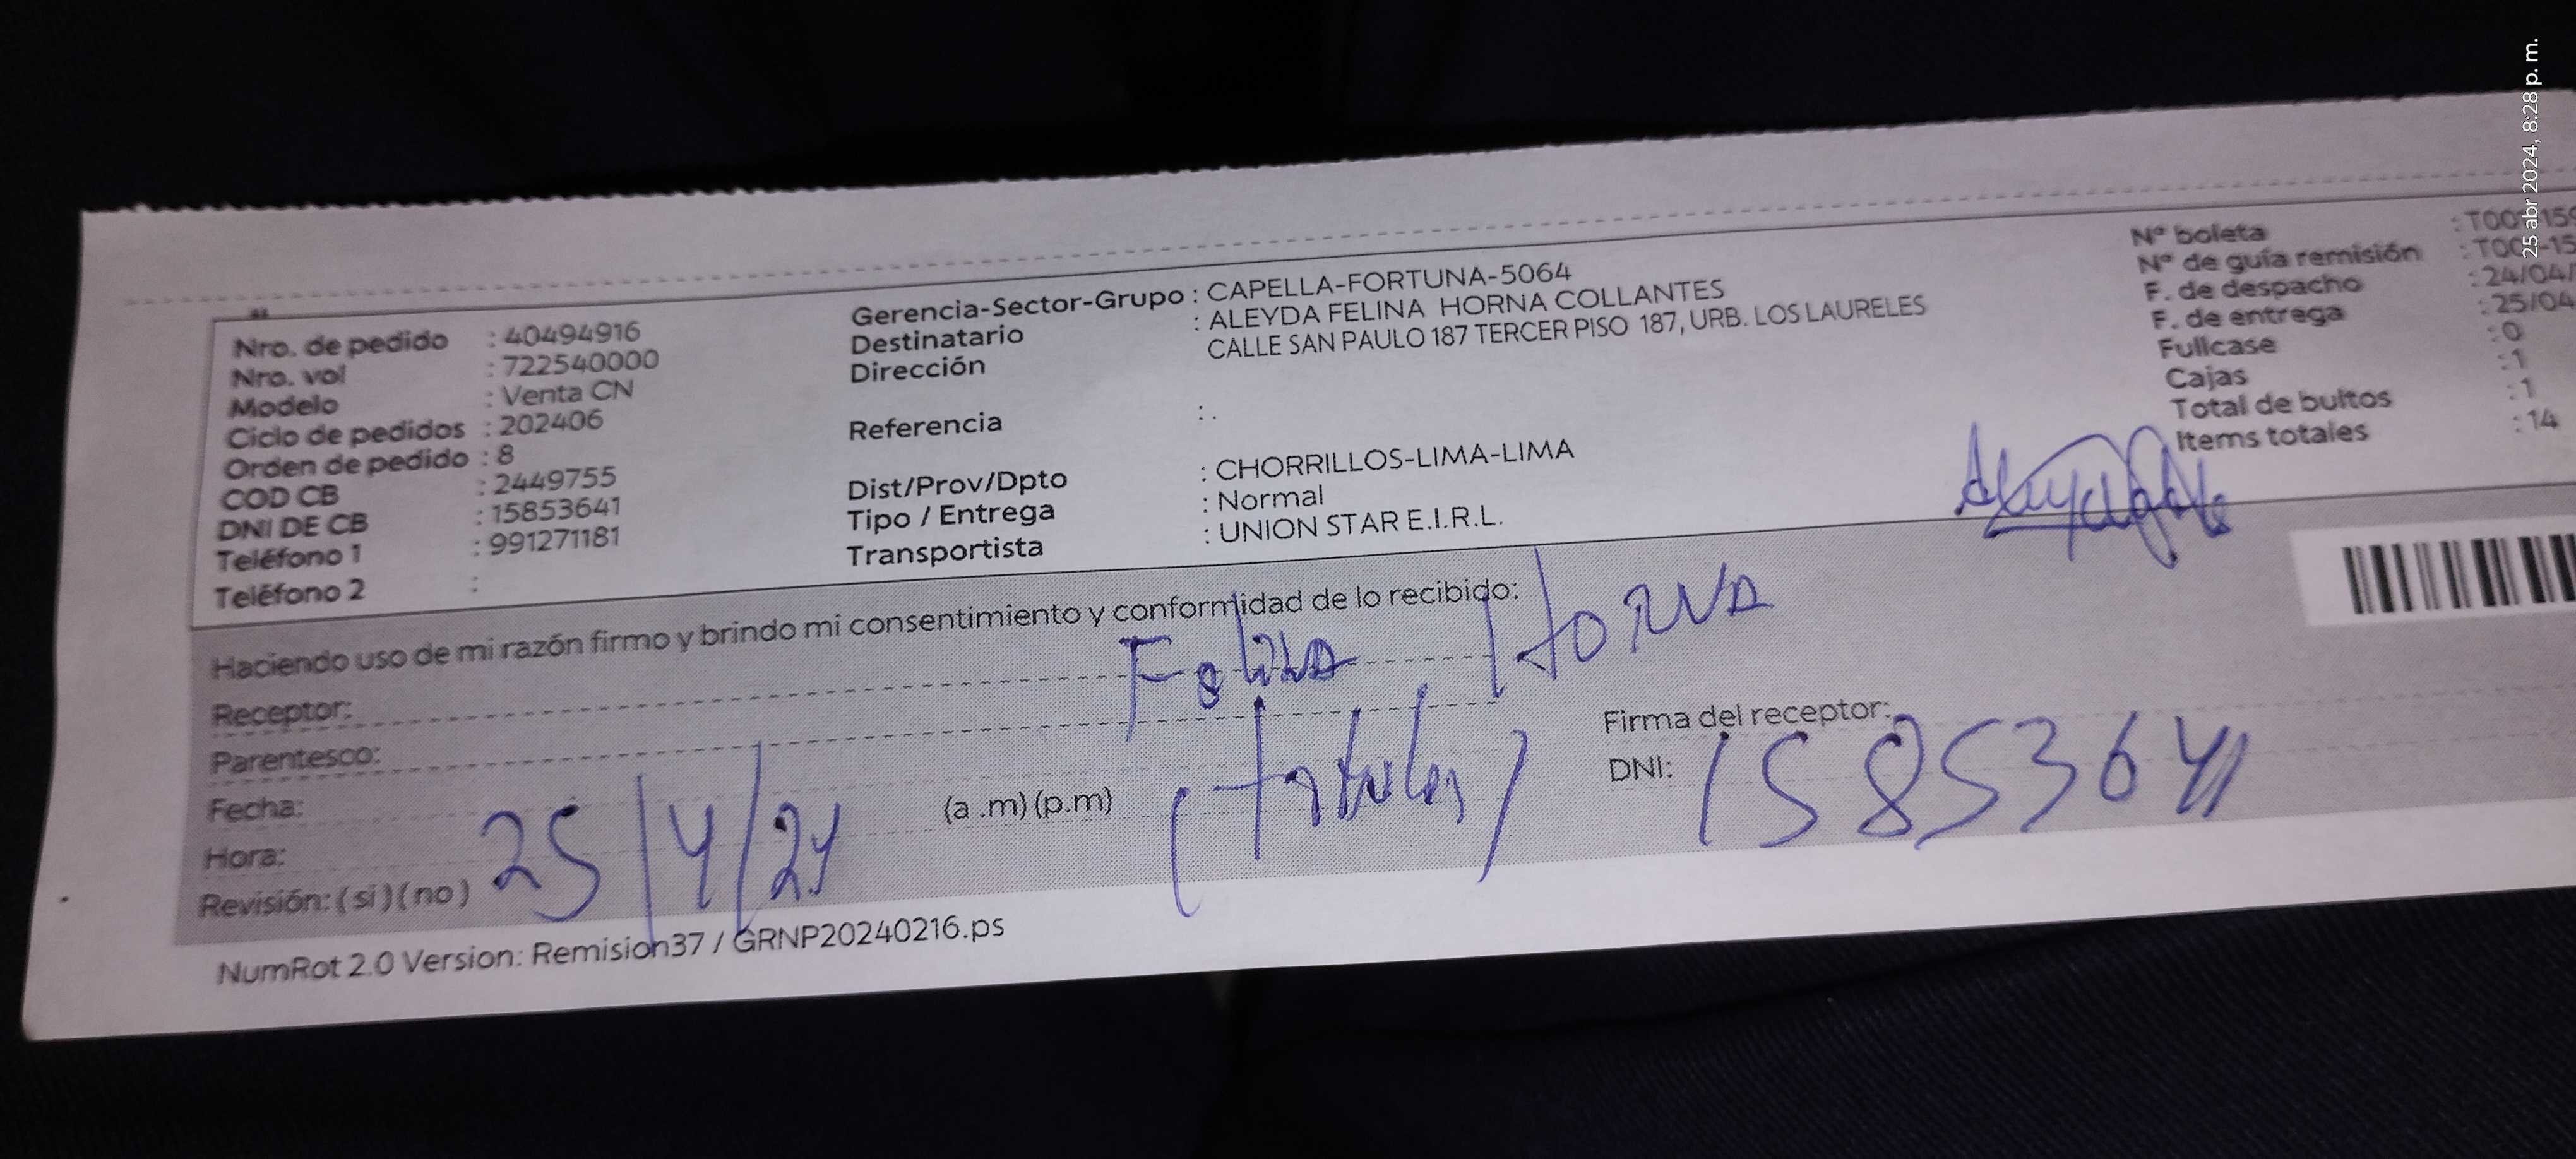 25 abr 2024, 8:28 p. m.
Nro. de pedido : 40494916
Nro. vol : 722540000
Modelo : Venta CN
Ciclo de pedidos : 202406
Orden de pedido : 8
COD CB : 2449755
DNI DE CB : 15853641
Teléfono 1 : 991271181
Teléfono 2 :
Gerencia-Sector-Grupo : CAPELLA-FORTUNA-5064
Destinatario : ALEYDA FELINA HORNA COLLANTES
Dirección CALLE SAN PAULO 187 TERCER PISO 187, URB. LOS LAURELES
Referencia : .
Dist/Prov/Dpto : CHORRILLOS-LIMA-LIMA
Tipo / Entrega : Normal
Transportista : UNION STAR E.I.R.L.
Nº boleta
Nº de guía remisión
F. de despacho : 24/04/
F. de entrega : 25/04
Fullcase : 0
Cajas : 1
Total de bultos : 1
Items totales : 14
Haciendo uso de mi razón firmo y brindo mi consentimiento y conformidad de lo recibido:
Receptor: Felina Horna
Parentesco: (titular)
Fecha: 25/4/24
Hora: (a .m) (p.m)
Revisión: ( si ) ( no )
Firma del receptor:
DNI: 15853641
NumRot 2.0 Version: Remision37 / GRNP20240216.ps